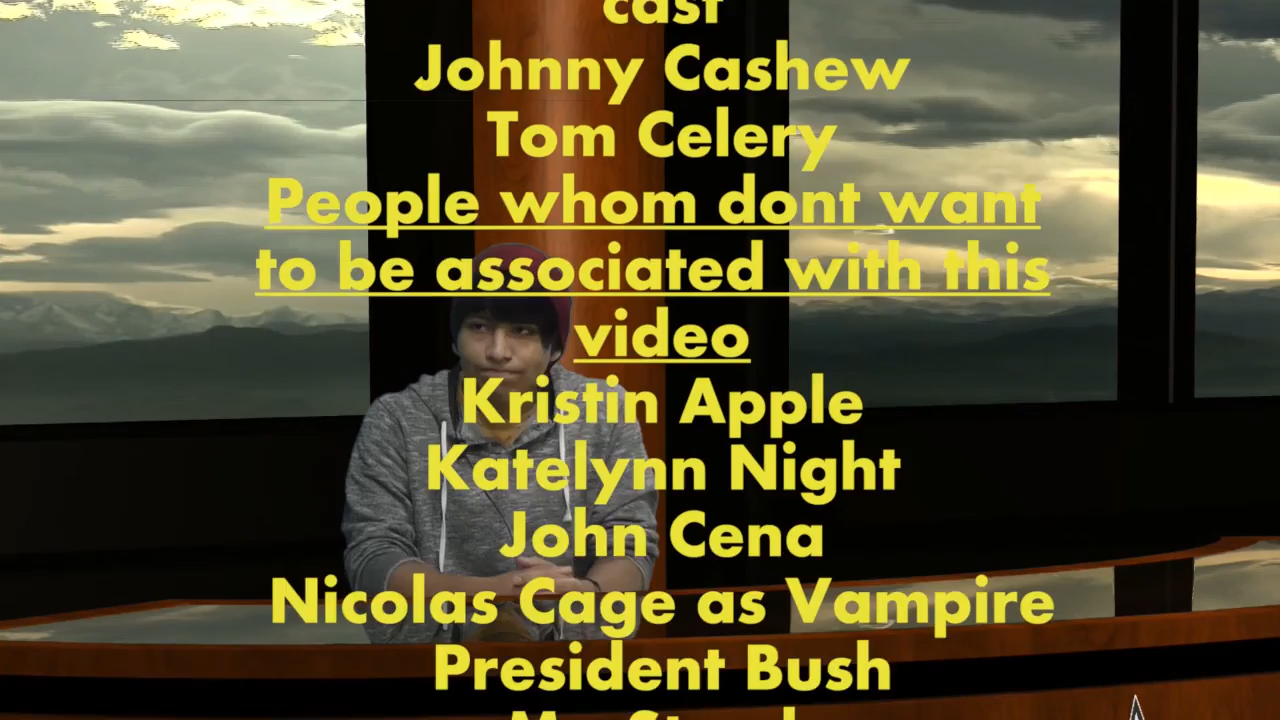 cast
Johnny Cashew
Tom Celery
People whom dont want
to be associated with this
video
Kristin Apple
Katelynn Night
John Cena
Nicolas Cage as Vampire
President Bush